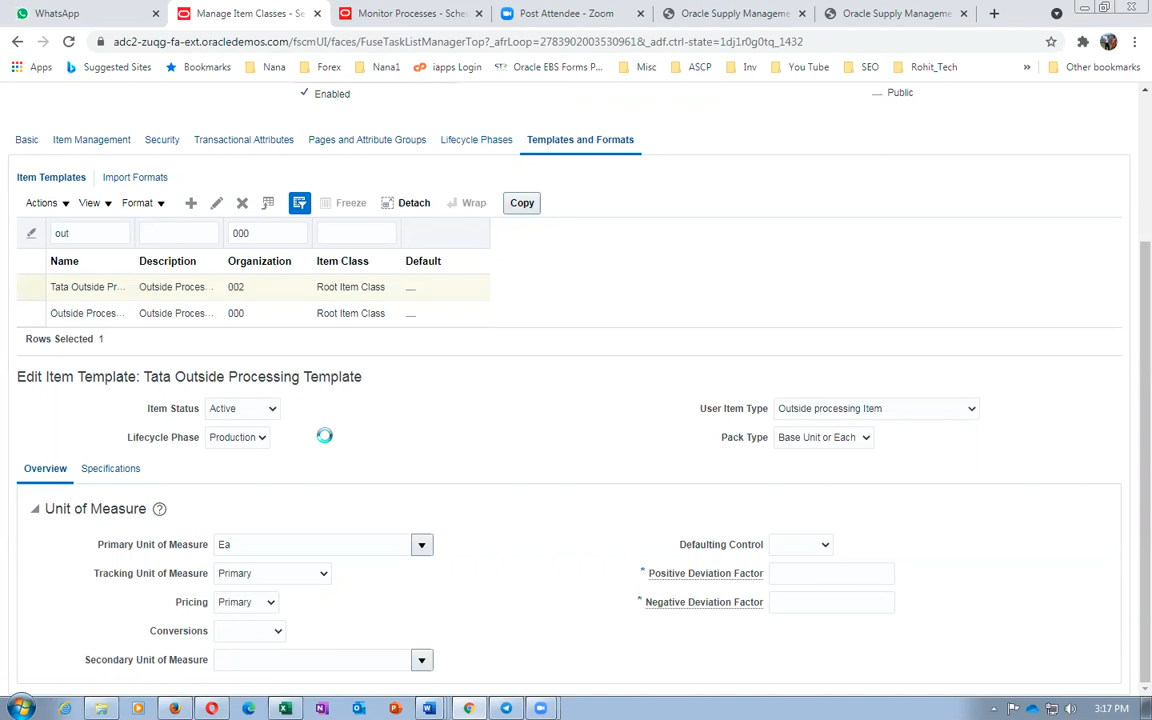 WhatsApp
Manage Item Classes - Se
Monitor Processes - Sche
Post Attendee - Zoom
Oracle Supply Manageme
Oracle Supply Manageme
adc2-zuqg-fa-ext.oracledemos.com/fscmUI/faces/FuseTaskListManagerTop?_afrLoop=2783902003530961&_adf.ctrl-state=1dj1r0g0tq_1432
Apps Suggested Sites Bookmarks Nana Forex Nana1 iapps Login Oracle EBS Forms P... Misc ASCP Inv You Tube SEO Rohit_Tech » Other bookmarks
Enabled Public
Basic Item Management Security Transactional Attributes Pages and Attribute Groups Lifecycle Phases Templates and Formats
Item Templates Import Formats
Actions View Format Freeze Detach Wrap Copy
out 000
Name Description Organization Item Class Default
Tata Outside Pr... Outside Proces... 002 Root Item Class
Outside Proces... Outside Proces... 000 Root Item Class
Rows Selected 1
Edit Item Template: Tata Outside Processing Template
Item Status Active User Item Type Outside processing Item
Lifecycle Phase Production Pack Type Base Unit or Each
Overview Specifications
Unit of Measure ?
Primary Unit of Measure Ea Defaulting Control
Tracking Unit of Measure Primary * Positive Deviation Factor
Pricing Primary * Negative Deviation Factor
Conversions
Secondary Unit of Measure
3:17 PM